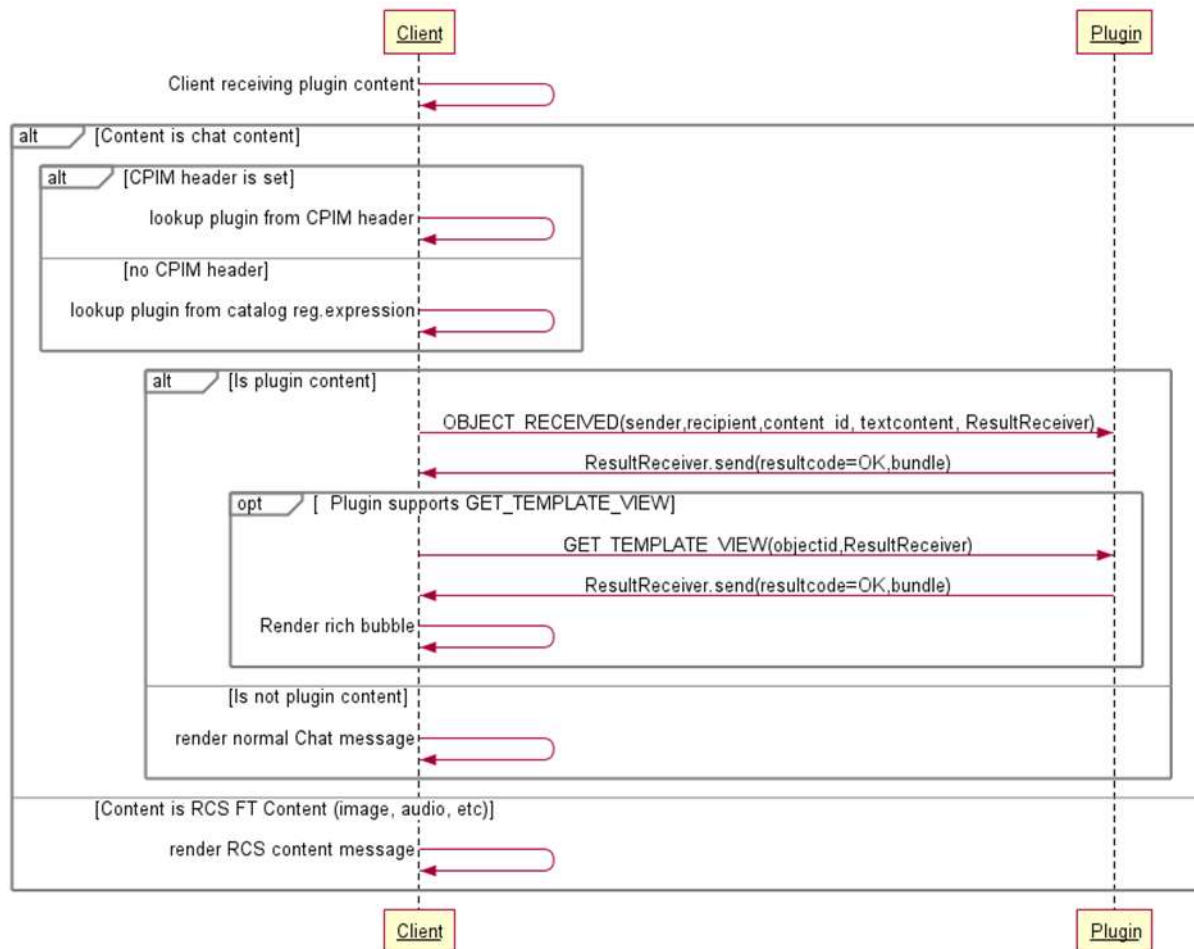 Client Plugin
Client receiving plugin content
alt [Content is chat content]
alt [CPIM header is set]
lookup plugin from CPIM header
[no CPIM header]
lookup plugin from catalog reg.expression
alt [Is plugin content]
OBJECT_RECEIVED(sender,recipient,content_id, textcontent, ResultReceiver)
ResultReceiver.send(resultcode=OK,bundle)
opt [ Plugin supports GET_TEMPLATE_VIEW]
GET_TEMPLATE_VIEW(objectid,ResultReceiver)
ResultReceiver.send(resultcode=OK,bundle)
Render rich bubble
[Is not plugin content]
render normal Chat message
[Content is RCS FT Content (image, audio, etc)]
render RCS content message
Client Plugin